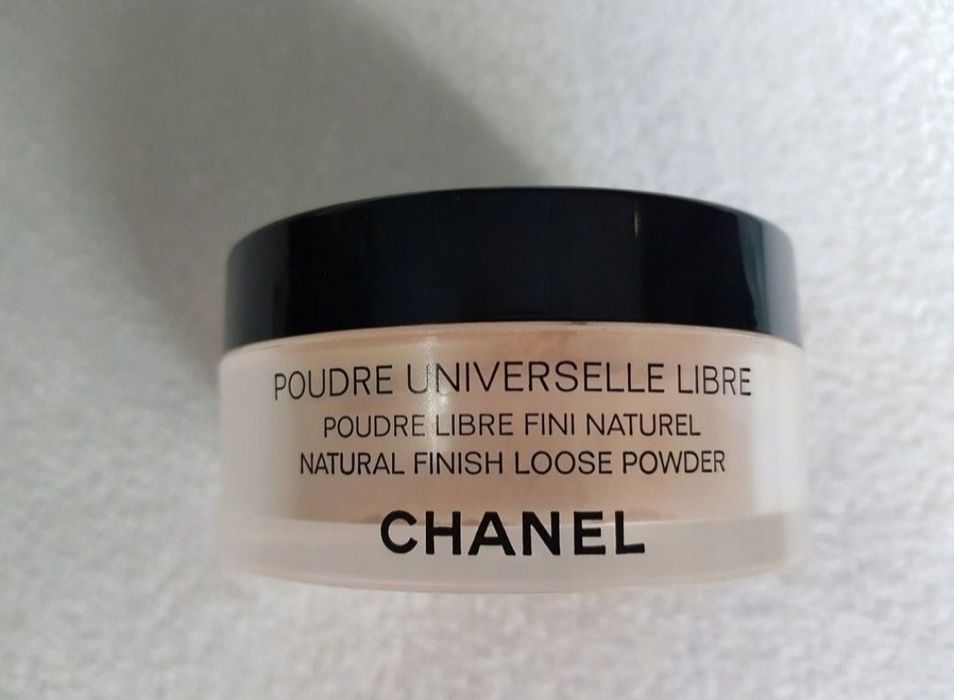 POUDRE UNIVERSELLE LIBRE
POUDRE LIBRE FINI NATUREL
NATURAL FINISH LOOSE POWDER
CHANEL